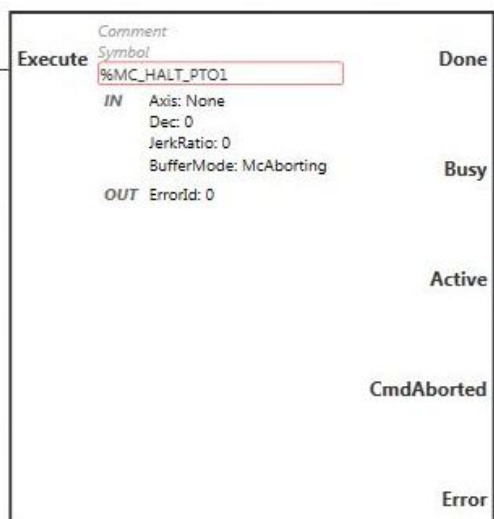 Comment
Execute Symbol Done
%MC_HALT_PTO1
IN Axis: None
Dec: 0
JerkRatio: 0
BufferMode: McAborting Busy
OUT ErrorId: 0
Active
CmdAborted
Error